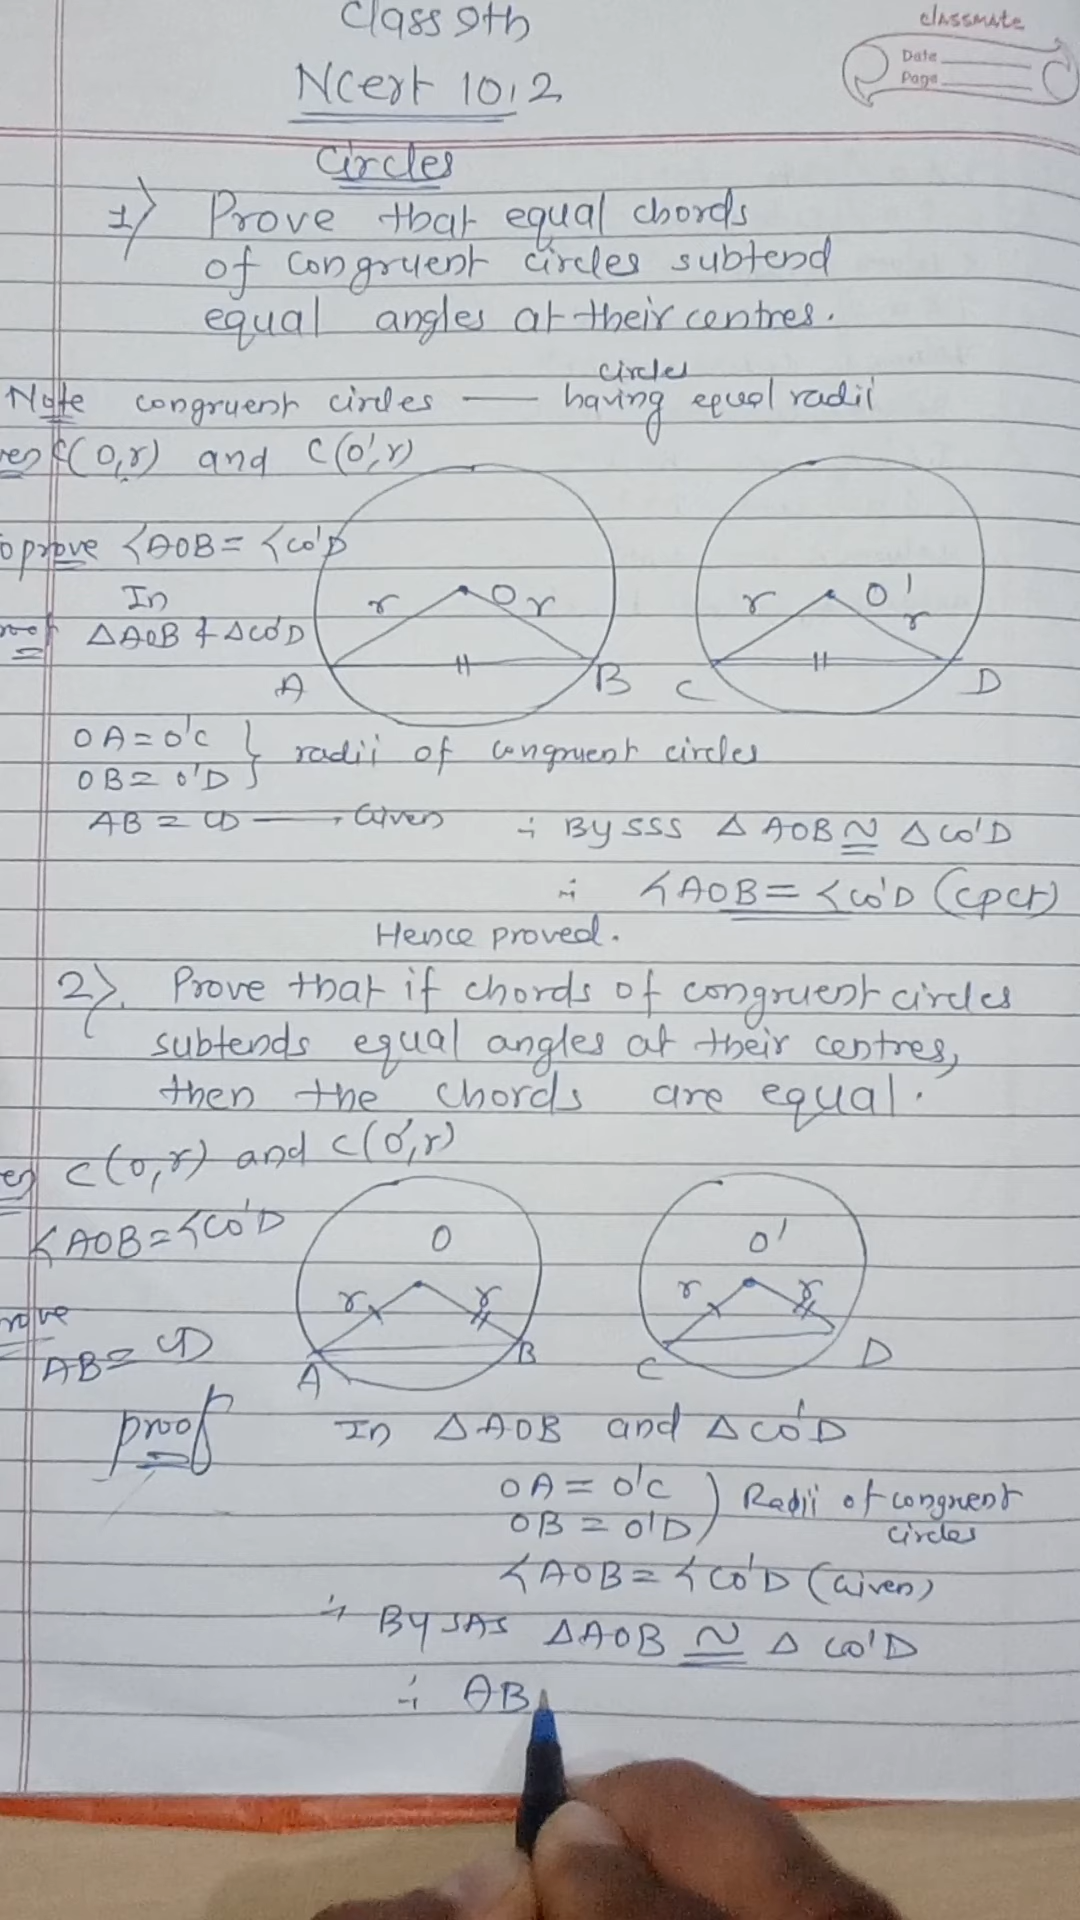 Class 9th
classmate
Date
Page
NCert 10.2
Circles
1) Prove that equal chords
of congruent circles subtend
equal angles at their centres.
circles
Note congruent circles — having equal radii
C(O,r) and C(O',r)
prove ∠AOB = ∠CO'D
In
ΔAOB & ΔCO'D
r O r
r O' r
A B C D
OA = O'C } radii of congruent circles
OB = O'D
AB = CD → Given ∴ By SSS ΔAOB ≅ ΔCO'D
∴ ∠AOB = ∠CO'D (cpct)
Hence proved.
2) Prove that if chords of congruent circles
subtends equal angles at their centres,
then the chords are equal.
C(O,r) and C(O',r)
∠AOB = ∠CO'D
O O'
r r r r
AB = CD
A B C D
proof In ΔAOB and ΔCO'D
OA = O'C ) Radii of congruent
OB = O'D circles
∠AOB = ∠CO'D (Given)
∴ By SAS ΔAOB ≅ ΔCO'D
∴ AB